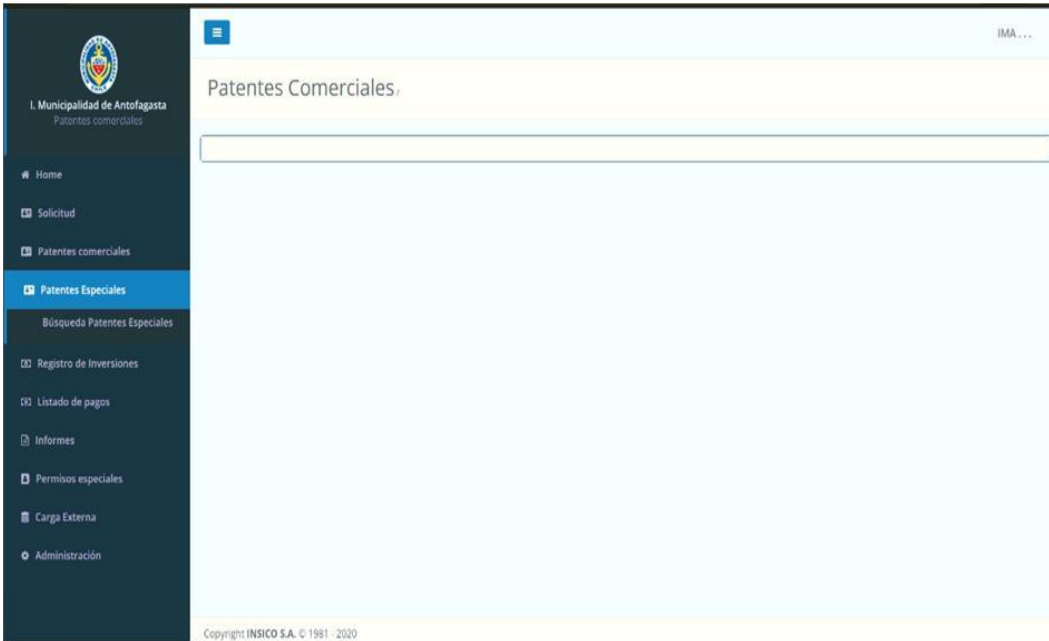 I. Municipalidad de Antofagasta
Patentes comerciales
Home
Solicitud
Patentes comerciales
Patentes Especiales
Búsqueda Patentes Especiales
Registro de Inversiones
Listado de pagos
Informes
Permisos especiales
Carga Externa
Administración
IMA . . .
Patentes Comerciales /
Copyright INSICO S.A. © 1981 - 2020